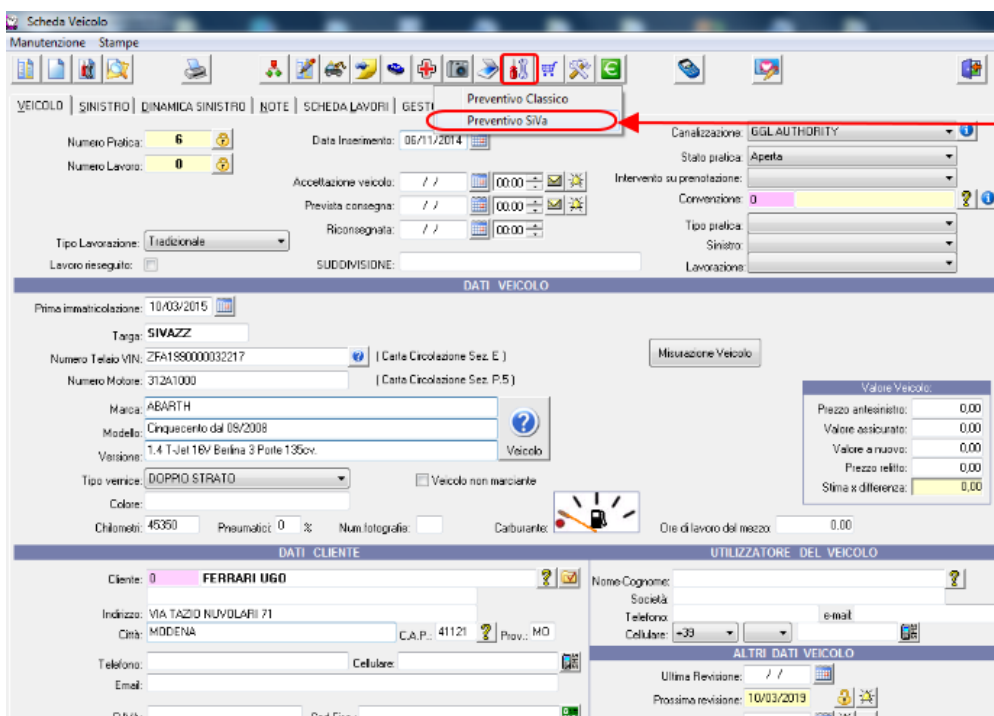 Scheda Veicolo
Manutenzione Stampe
VEICOLO SINISTRO DINAMICA SINISTRO NOTE SCHEDA LAVORI
Preventivo Classico
Preventivo SiVa
Numero Pratica: 6 Data Inserimento: 06/11/2014 Canalizzazione: GGL AUTHORITY
Stato pratica: Aperta
Numero Lavoro: 0
Accettazione veicolo: / / 00:00 Intervento su prenotazione:
Prevista consegna: / / 00:00 Convenzione: 0
Riconsegnata: / / 00:00 Tipo pratica:
Tipo Lavorazione: Tradizionale Sinistro:
Lavoro rieseguito: SUDDIVISIONE: Lavorazione:
DATI VEICOLO
Prima immatricolazione: 10/03/2015
Targa: SIVAZZ
Numero Telaio VIN: ZFA1990000032217 ( Carta Circolazione Sez. E ) Misurazione Veicolo
Numero Motore: 312A1000 ( Carta Circolazione Sez. P.5 )
Valore Veicolo:
Marca: ABARTH Prezzo antesinistro: 0,00
Modello: Cinquecento dal 09/2008 Valore assicurato: 0,00
Versione: 1.4 T-Jet 16V Berlina 3 Porte 135cv. Veicolo Valore a nuovo: 0,00
Prezzo relitto: 0,00
Tipo vernice: DOPPIO STRATO Veicolo non marciante Stima x differenza: 0,00
Colore:
Chilometri: 45350 Pneumatici: 0 % Num.fotografie: Carburante: Ore di lavoro del mezzo: 0.00
DATI CLIENTE UTILIZZATORE DEL VEICOLO
Cliente: 0 FERRARI UGO Nome-Cognome:
Società:
Indirizzo: VIA TAZIO NUVOLARI 71 Telefono: e-mail:
Città: MODENA C.A.P.: 41121 Prov.: MO Cellulare: +39
ALTRI DATI VEICOLO
Telefono: Cellulare: Ultima Revisione: / /
Email: Prossima revisione: 10/03/2019